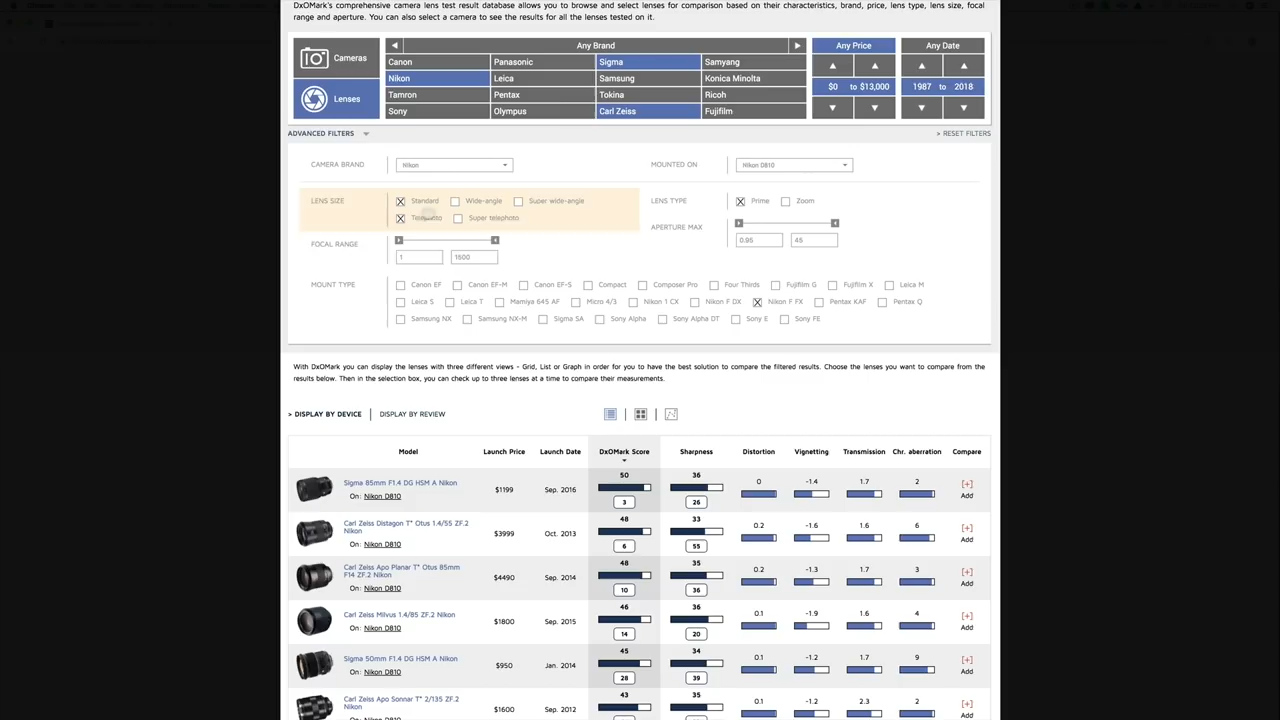 DxOMark's comprehensive camera lens test result database allows you to browse and select lenses for comparison based on their characteristics, brand, price, lens type, lens size, focal
range and aperture. You can also select a camera to see the results for all the lenses tested on it.
Cameras
Lenses
Any Brand
Canon Panasonic Sigma Samyang
Nikon Leica Samsung Konica Minolta
Tamron Pentax Tokina Ricoh
Sony Olympus Carl Zeiss Fujifilm
Any Price
$0 to $13,000
Any Date
1987 to 2018
ADVANCED FILTERS
> RESET FILTERS
CAMERA BRAND Nikon MOUNTED ON Nikon D810
LENS SIZE Standard Wide-angle Super wide-angle
Telephoto Super telephoto
LENS TYPE Prime Zoom
APERTURE MAX
0.95 45
FOCAL RANGE
1 1600
MOUNT TYPE Canon EF Canon EF-M Canon EF-S Compact Composer Pro Four Thirds Fujifilm G Fujifilm X Leica M
Leica S Leica T Mamiya 645 AF Micro 4/3 Nikon 1 CX Nikon F DX Nikon F FX Pentax KAF Pentax Q
Samsung NX Samsung NX-M Sigma SA Sony Alpha Sony Alpha DT Sony E Sony FE
With DxOMark you can display the lenses with three different views - Grid, List or Graph in order for you to have the best solution to compare the filtered results. Choose the lenses you want to compare from the
results below. Then in the selection box, you can check up to three lenses at a time to compare their measurements.
> DISPLAY BY DEVICE DISPLAY BY REVIEW
Model Launch Price Launch Date DxOMark Score Sharpness Distortion Vignetting Transmission Chr. aberration Compare
Sigma 85mm F1.4 DG HSM A Nikon
On: Nikon D810
$1199 Sep. 2016 50 36 0 -1.4 1.7 2 [+]
3 26 Add
Carl Zeiss Distagon T* Otus 1.4/55 ZF.2
Nikon
On: Nikon D810
$3999 Oct. 2013 48 33 0.2 -1.6 1.6 6 [+]
6 55 Add
Carl Zeiss Apo Planar T* Otus 85mm
F14 ZF.2 Nikon
On: Nikon D810
$4490 Sep. 2014 48 35 0.2 -1.3 1.7 3 [+]
10 36 Add
Carl Zeiss Milvus 1.4/85 ZF.2 Nikon
On: Nikon D810
$1800 Sep. 2015 46 36 0.1 -1.9 1.6 4 [+]
14 20 Add
Sigma 50mm F1.4 DG HSM A Nikon
On: Nikon D810
$950 Jan. 2014 45 34 0.1 -1.2 1.7 9 [+]
28 39 Add
Carl Zeiss Apo Sonnar T* 2/135 ZF.2
Nikon
$1600 Sep. 2012 43 35 0.1 -1.2 2.3 2 [+]
Add